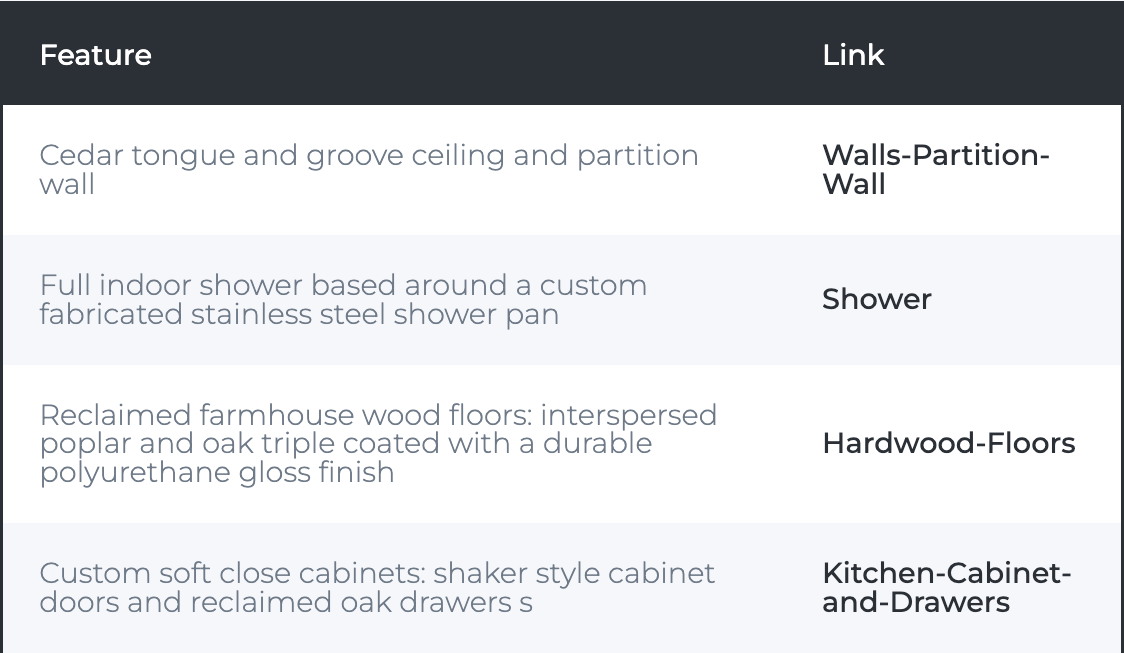 Feature
Link
Cedar tongue and groove ceiling and partition
wall
Walls-Partition-
Wall
Full indoor shower based around a custom
fabricated stainless steel shower pan
Shower
Reclaimed farmhouse wood floors: interspersed
poplar and oak triple coated with a durable
polyurethane gloss finish
Hardwood-Floors
Custom soft close cabinets: shaker style cabinet
doors and reclaimed oak drawers s
Kitchen-Cabinet-
and-Drawers